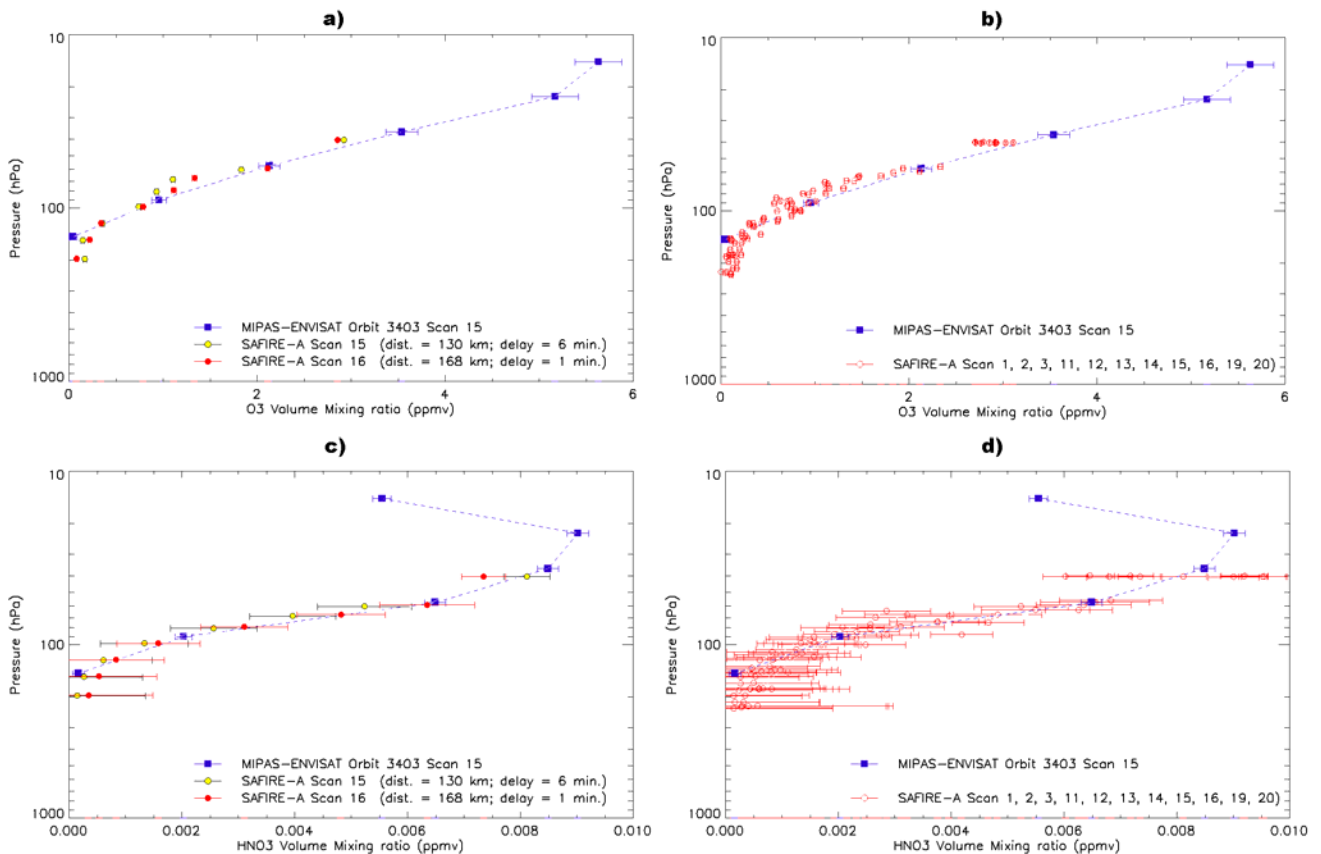 a)
10
100
1000
Pressure (hPa)
MIPAS-ENVISAT Orbit 3403 Scan 15
SAFIRE-A Scan 15 (dist. = 130 km; delay = 6 min.)
SAFIRE-A Scan 16 (dist. = 168 km; delay = 1 min.)
0 2 4 6
O3 Volume Mixing ratio (ppmv)
b)
10
100
1000
Pressure (hPa)
MIPAS-ENVISAT Orbit 3403 Scan 15
SAFIRE-A Scan 1, 2, 3, 11, 12, 13, 14, 15, 16, 19, 20)
0 2 4 6
O3 Volume Mixing ratio (ppmv)
c)
10
100
1000
Pressure (hPa)
MIPAS-ENVISAT Orbit 3403 Scan 15
SAFIRE-A Scan 15 (dist. = 130 km; delay = 6 min.)
SAFIRE-A Scan 16 (dist. = 168 km; delay = 1 min.)
0.000 0.002 0.004 0.006 0.008 0.010
HNO3 Volume Mixing ratio (ppmv)
d)
10
100
1000
Pressure (hPa)
MIPAS-ENVISAT Orbit 3403 Scan 15
SAFIRE-A Scan 1, 2, 3, 11, 12, 13, 14, 15, 16, 19, 20)
0.000 0.002 0.004 0.006 0.008 0.010
HNO3 Volume Mixing ratio (ppmv)